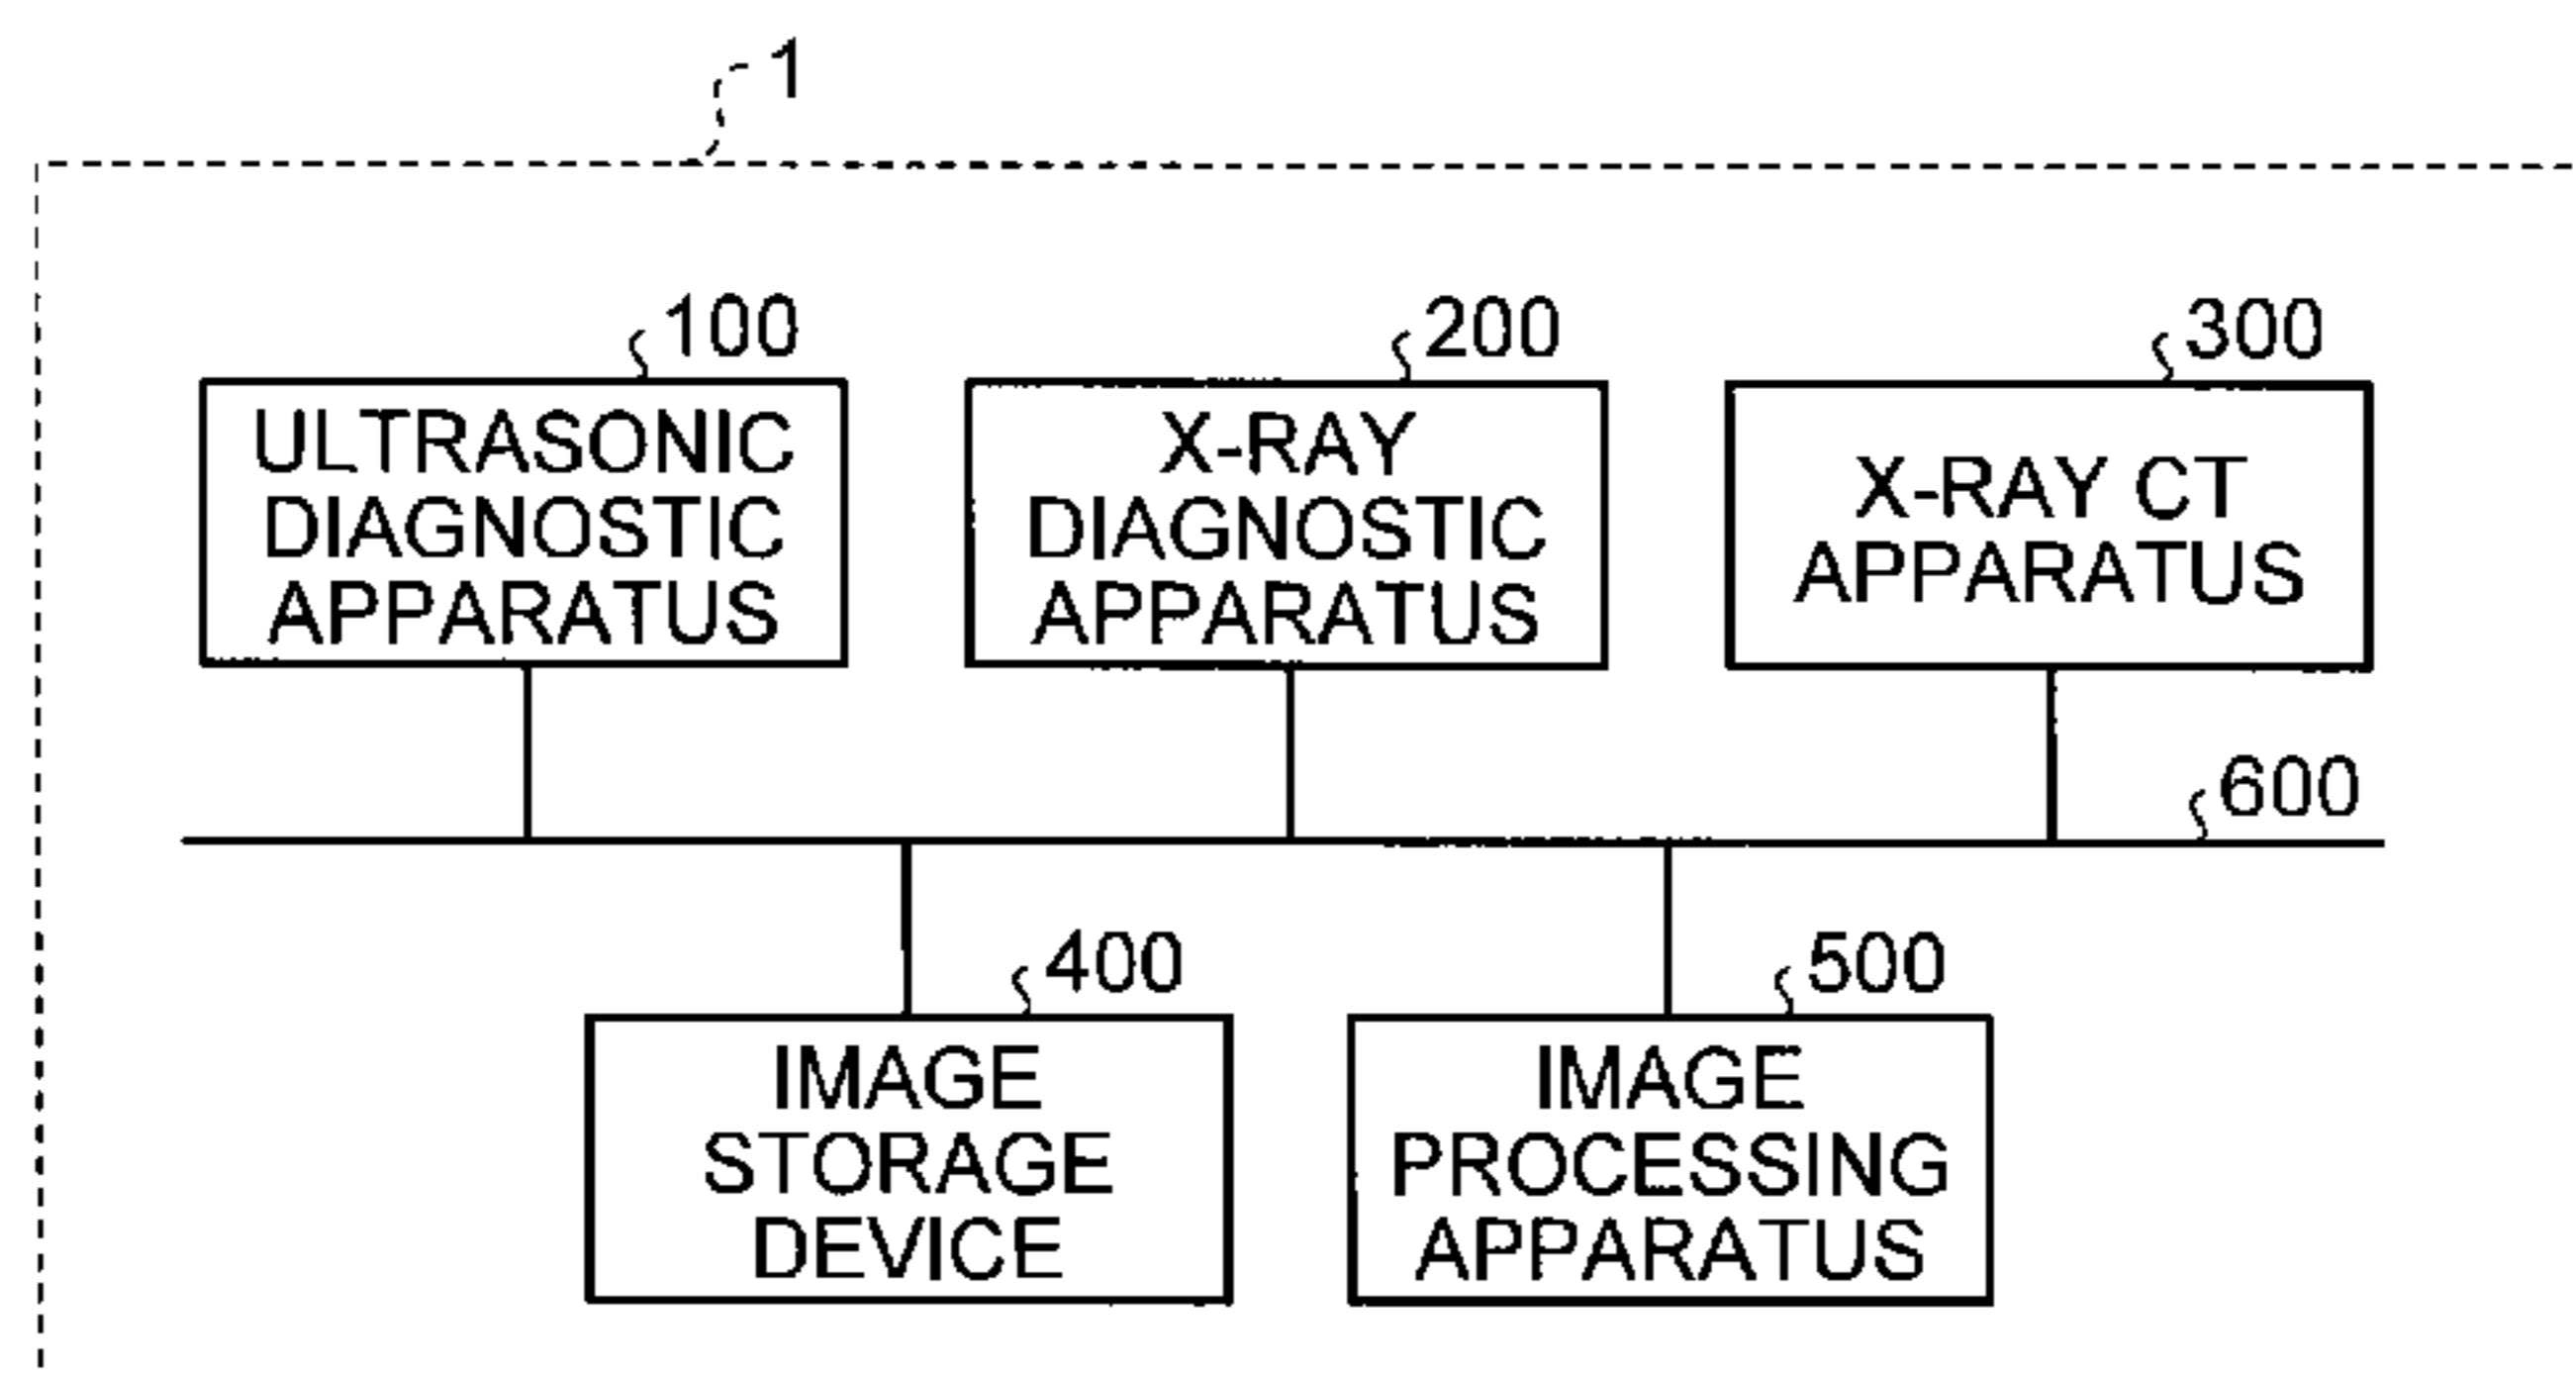 1
100
ULTRASONIC
DIAGNOSTIC
APPARATUS
200
X-RAY
DIAGNOSTIC
APPARATUS
300
X-RAY CT
APPARATUS
600
400
IMAGE
STORAGE
DEVICE
500
IMAGE
PROCESSING
APPARATUS